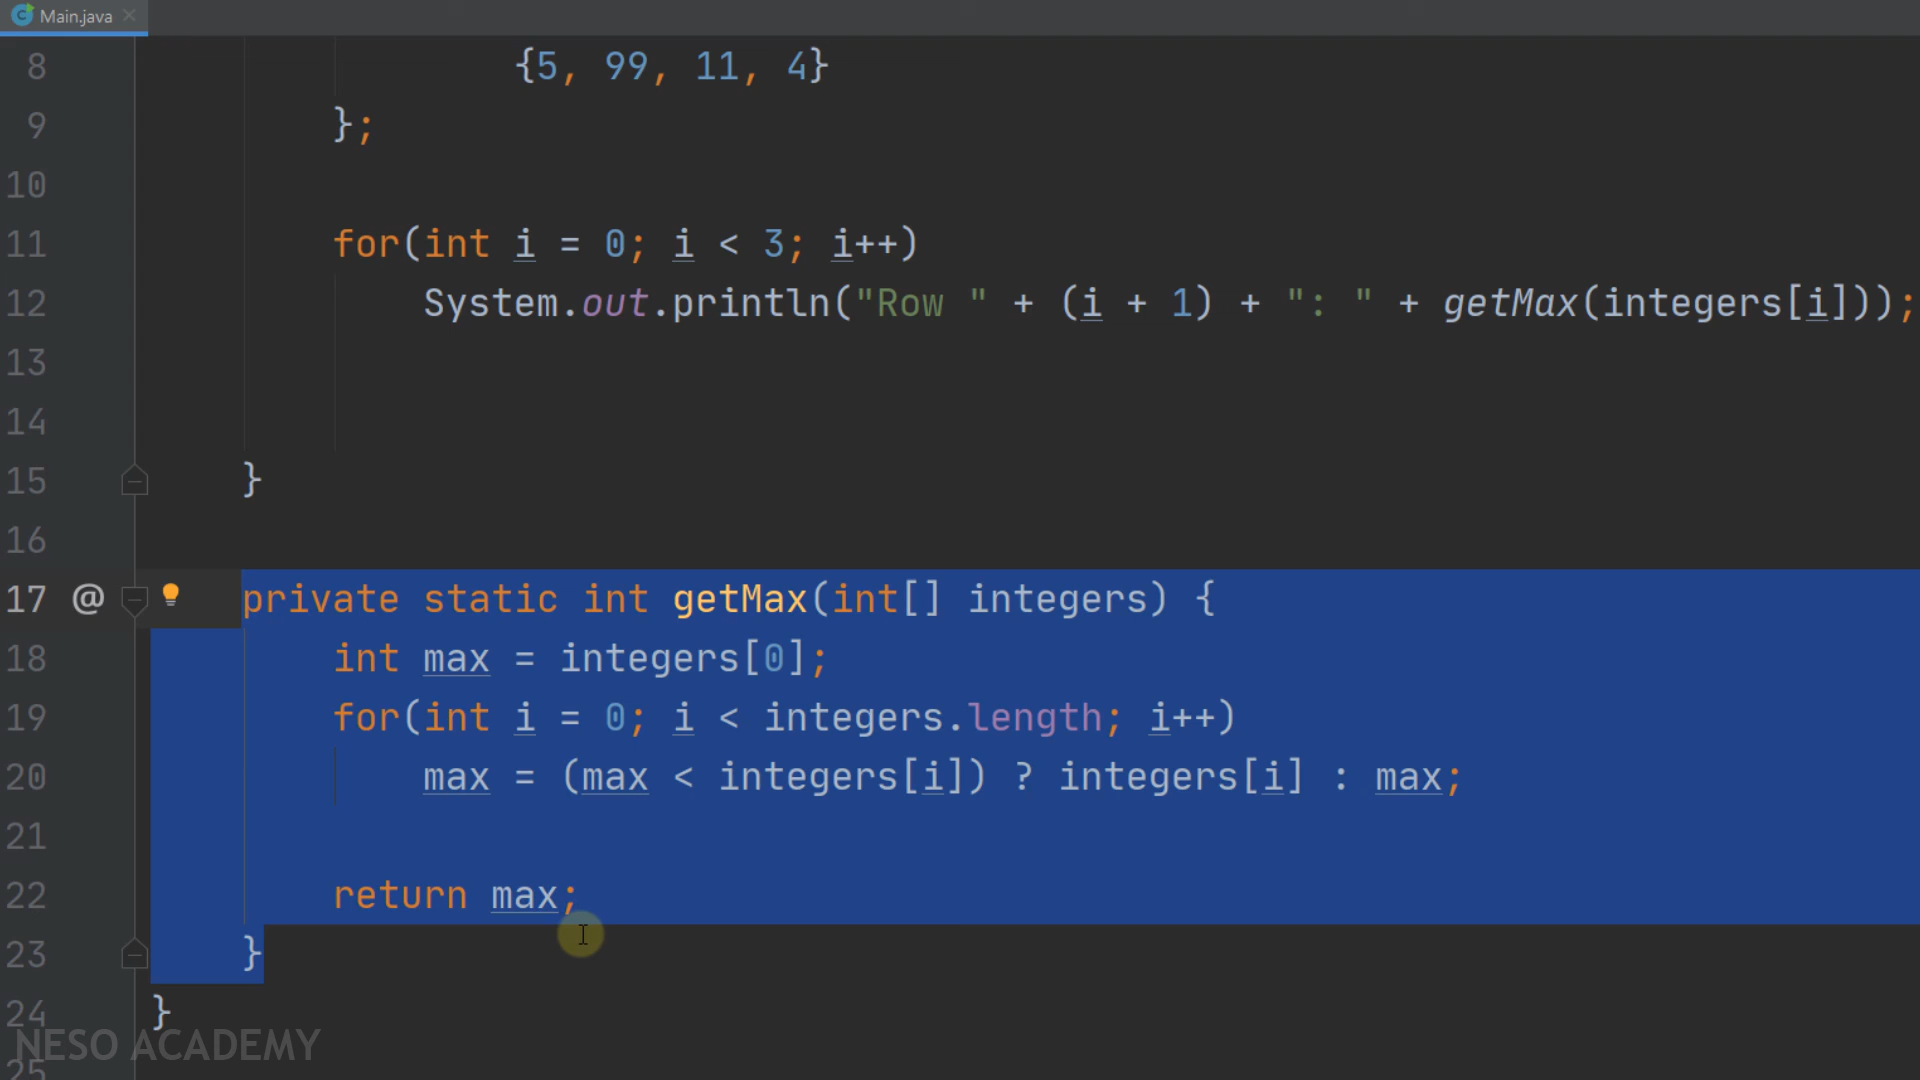 Main.java
8 {5, 99, 11, 4}
9 };
10
11 for(int i = 0; i < 3; i++)
12 System.out.println("Row " + (i + 1) + ": " + getMax(integers[i]));
13
14
15 }
16
17 @ private static int getMax(int[] integers) {
18 int max = integers[0];
19 for(int i = 0; i < integers.length; i++)
20 max = (max < integers[i]) ? integers[i] : max;
21
22 return max;
23 }
24 }
NESO ACADEMY
25